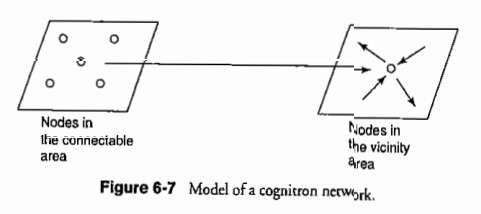 Nodes in
the connectable
area
Nodes in
the vicinity
area
Figure 6-7 Model of a cognitron network.